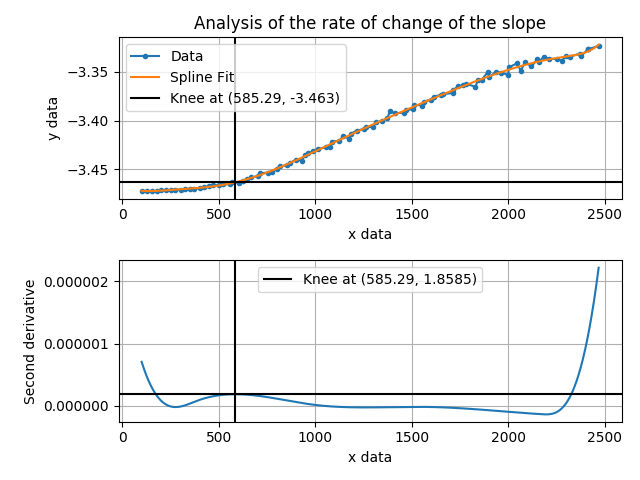 Analysis of the rate of change of the slope
Data
Spline Fit
Knee at (585.29, -3.463)
−3.35
−3.40
−3.45
y data
0
500
1000
1500
2000
2500
x data
Knee at (585.29, 1.8585)
0.000002
0.000001
0.000000
Second derivative
0
500
1000
1500
2000
2500
x data